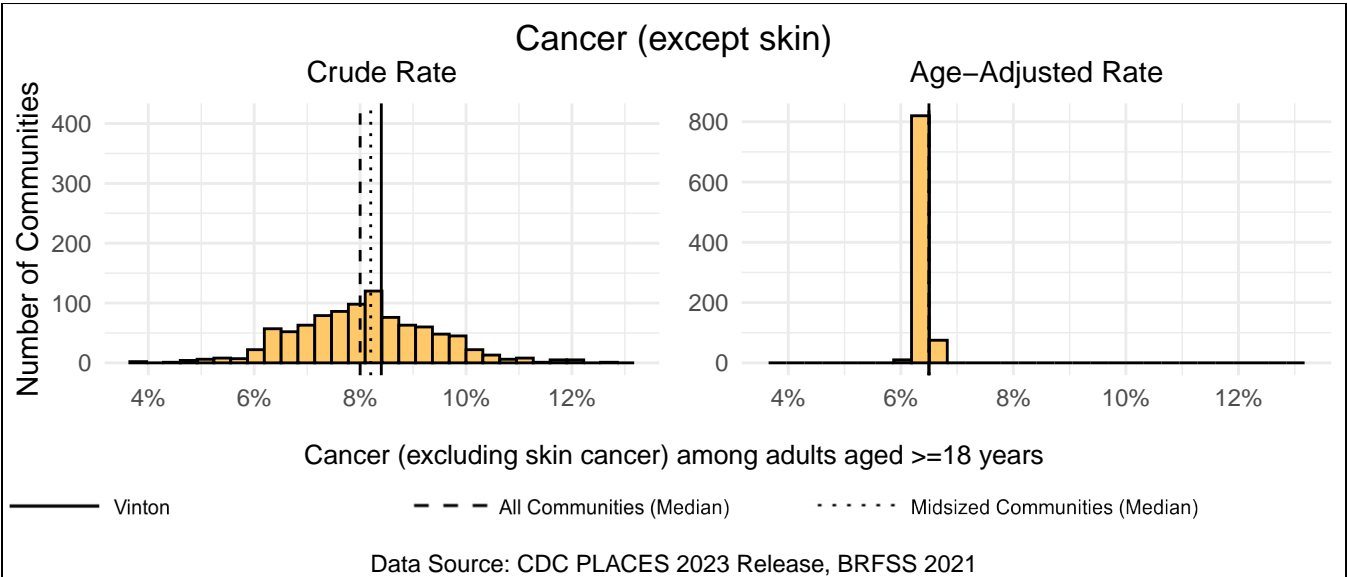 Cancer (except skin)
Crude Rate
Age−Adjusted Rate
Number of Communities
400
300
200
100
0
4%
6%
8%
10%
12%
800
600
400
200
0
4%
6%
8%
10%
12%
Cancer (excluding skin cancer) among adults aged >=18 years
Vinton
All Communities (Median)
Midsized Communities (Median)
Data Source: CDC PLACES 2023 Release, BRFSS 2021